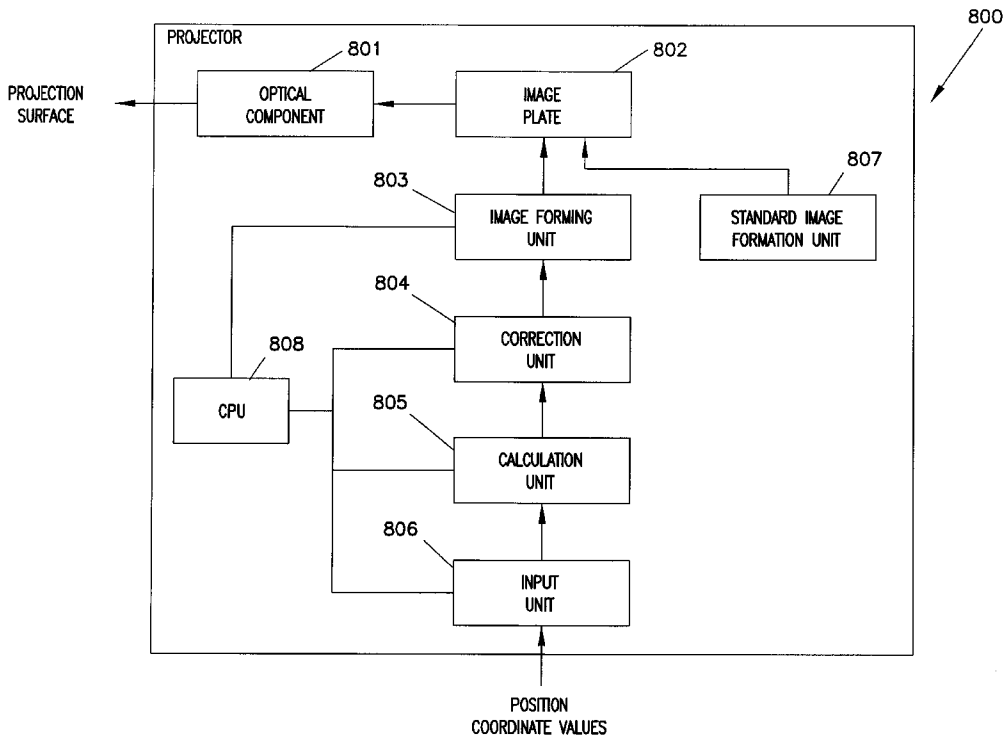 800
PROJECTOR
801
802
PROJECTION
SURFACE
OPTICAL
COMPONENT
IMAGE
PLATE
807
803
IMAGE FORMING
UNIT
STANDARD IMAGE
FORMATION UNIT
804
CORRECTION
UNIT
808
CPU
805
CALCULATION
UNIT
806
INPUT
UNIT
POSITION
COORDINATE VALUES